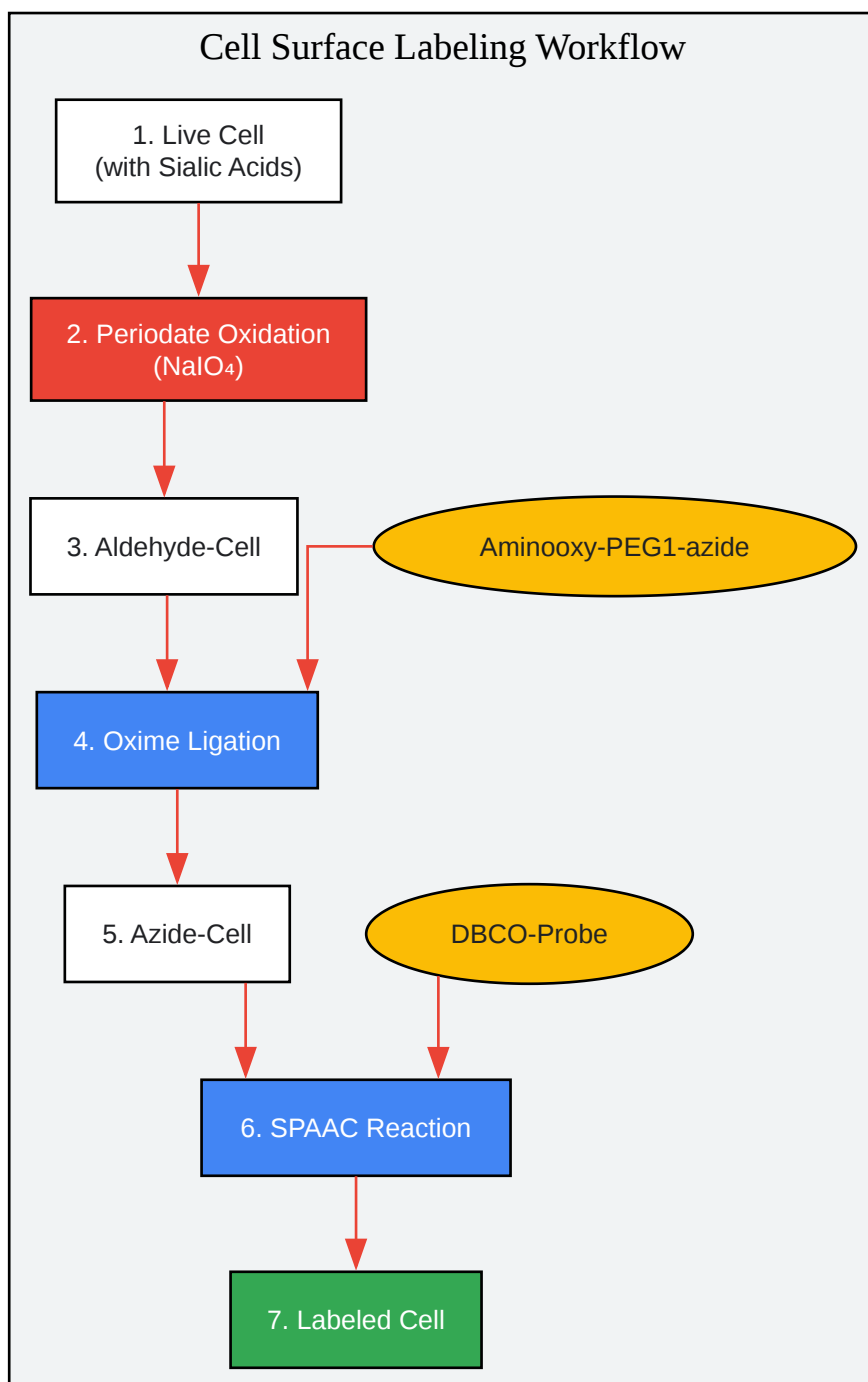 Cell Surface Labeling Workflow
1. Live Cell
(with Sialic Acids)
2. Periodate Oxidation
(NaIO₄)
3. Aldehyde-Cell
Aminooxy-PEG1-azide
4. Oxime Ligation
5. Azide-Cell
DBCO-Probe
6. SPAAC Reaction
7. Labeled Cell